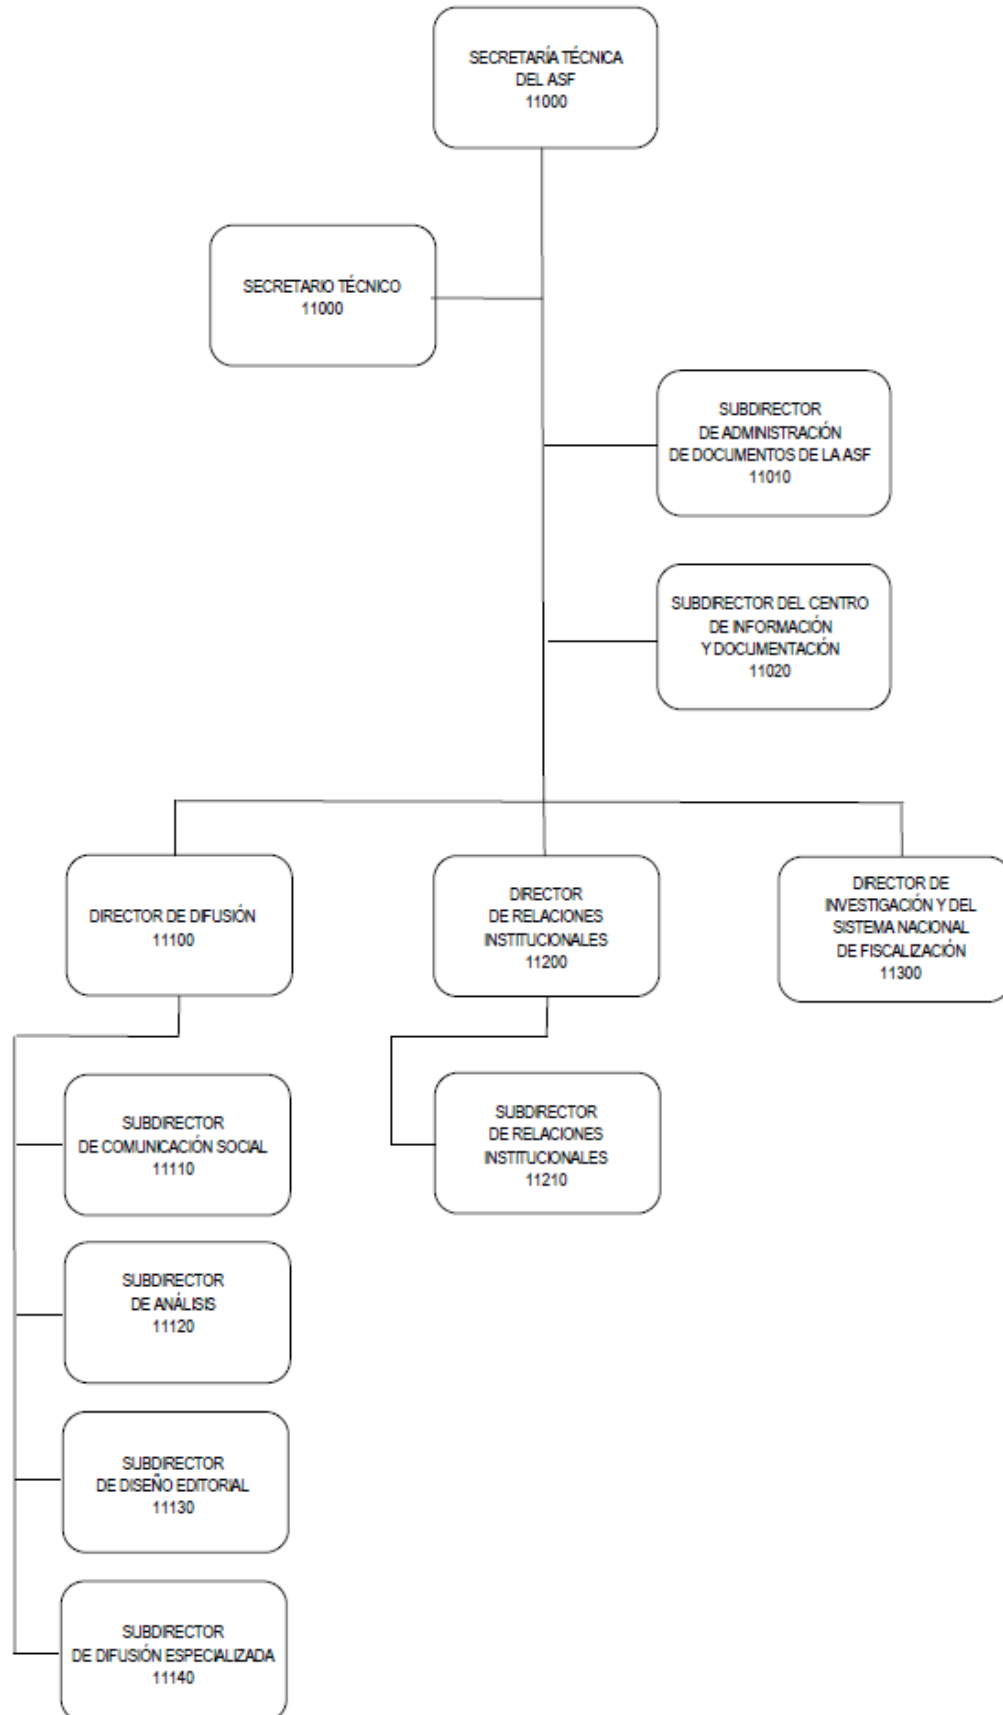 SECRETARÍA TÉCNICA
DEL ASF
11000
SECRETARIO TÉCNICO
11000
SUBDIRECTOR
DE ADMINISTRACIÓN
DE DOCUMENTOS DE LA ASF
11010
SUBDIRECTOR DEL CENTRO
DE INFORMACIÓN
Y DOCUMENTACIÓN
11020
DIRECTOR DE DIFUSIÓN
11100
DIRECTOR
DE RELACIONES
INSTITUCIONALES
11200
DIRECTOR DE
INVESTIGACIÓN Y DEL
SISTEMA NACIONAL
DE FISCALIZACIÓN
11300
SUBDIRECTOR
DE COMUNICACIÓN SOCIAL
11110
SUBDIRECTOR
DE RELACIONES
INSTITUCIONALES
11210
SUBDIRECTOR
DE ANÁLISIS
11120
SUBDIRECTOR
DE DISEÑO EDITORIAL
11130
SUBDIRECTOR
DE DIFUSIÓN ESPECIALIZADA
11140